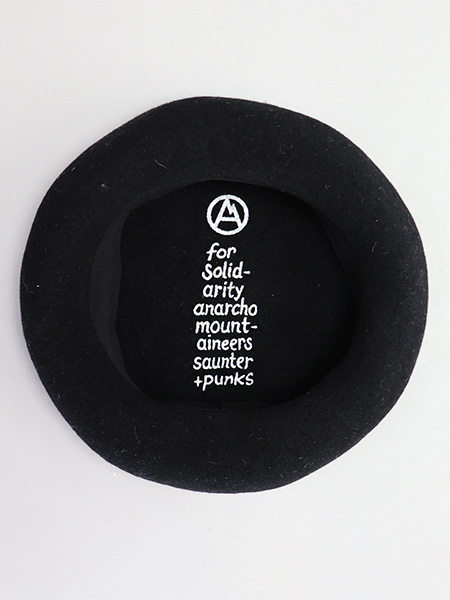 for
Solid-
arity
anarcho
mount-
aineers
saunter
+punks